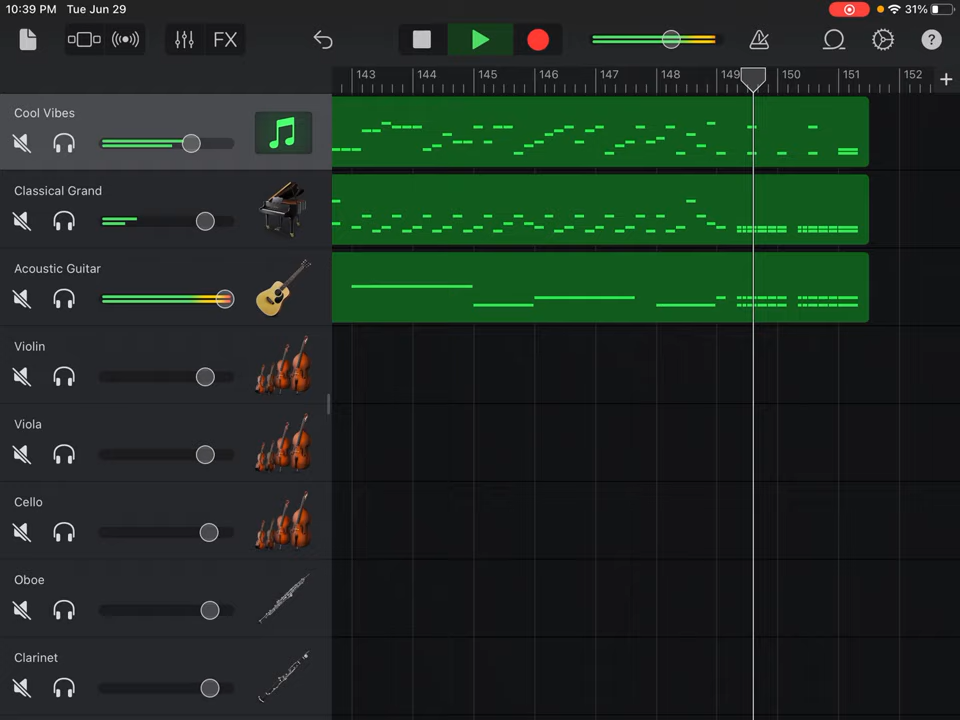 10:39 PM Tue Jun 29 31%
FX ?
143 144 145 146 147 148 149 150 151 152 +
Cool Vibes
Classical Grand
Acoustic Guitar
Violin
Viola
Cello
Oboe
Clarinet